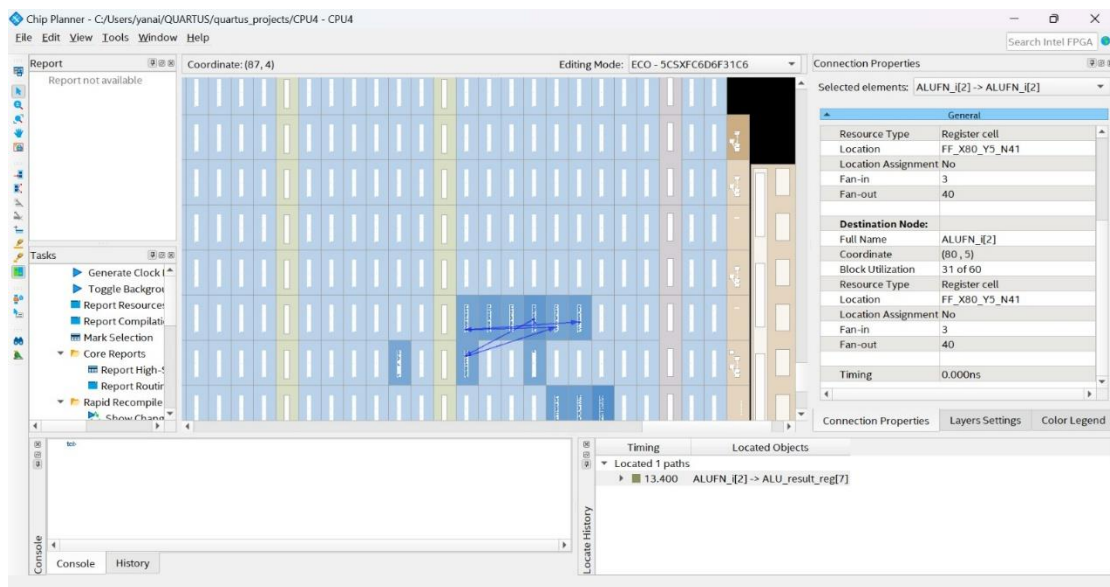 Chip Planner - C:/Users/yanai/QUARTUS/quartus_projects/CPU4 - CPU4
File Edit View Tools Window Help
Search Intel FPGA
Report
Report not available
Coordinate: (87, 4)
Editing Mode: ECO - 5CSXFC6D6F31C6
Connection Properties
Selected elements: ALUFN_i[2] -> ALUFN_i[2]
General
Resource Type Register cell
Location FF_X80_Y5_N41
Location Assignment No
Fan-in 3
Fan-out 40
Destination Node:
Full Name ALUFN_i[2]
Coordinate (80 , 5)
Block Utilization 31 of 60
Resource Type Register cell
Location FF_X80_Y5_N41
Location Assignment No
Fan-in 3
Fan-out 40
Timing 0.000ns
Connection Properties Layers Settings Color Legend
Tasks
Generate Clock
Toggle Backgrou
Report Resources
Report Compilati
Mark Selection
Core Reports
Report High-S
Report Routin
Rapid Recompile
Show Chang
tcl>
Console
Console History
Timing Located Objects
Located 1 paths
13.400 ALUFN_i[2] -> ALU_result_reg[7]
Locate History